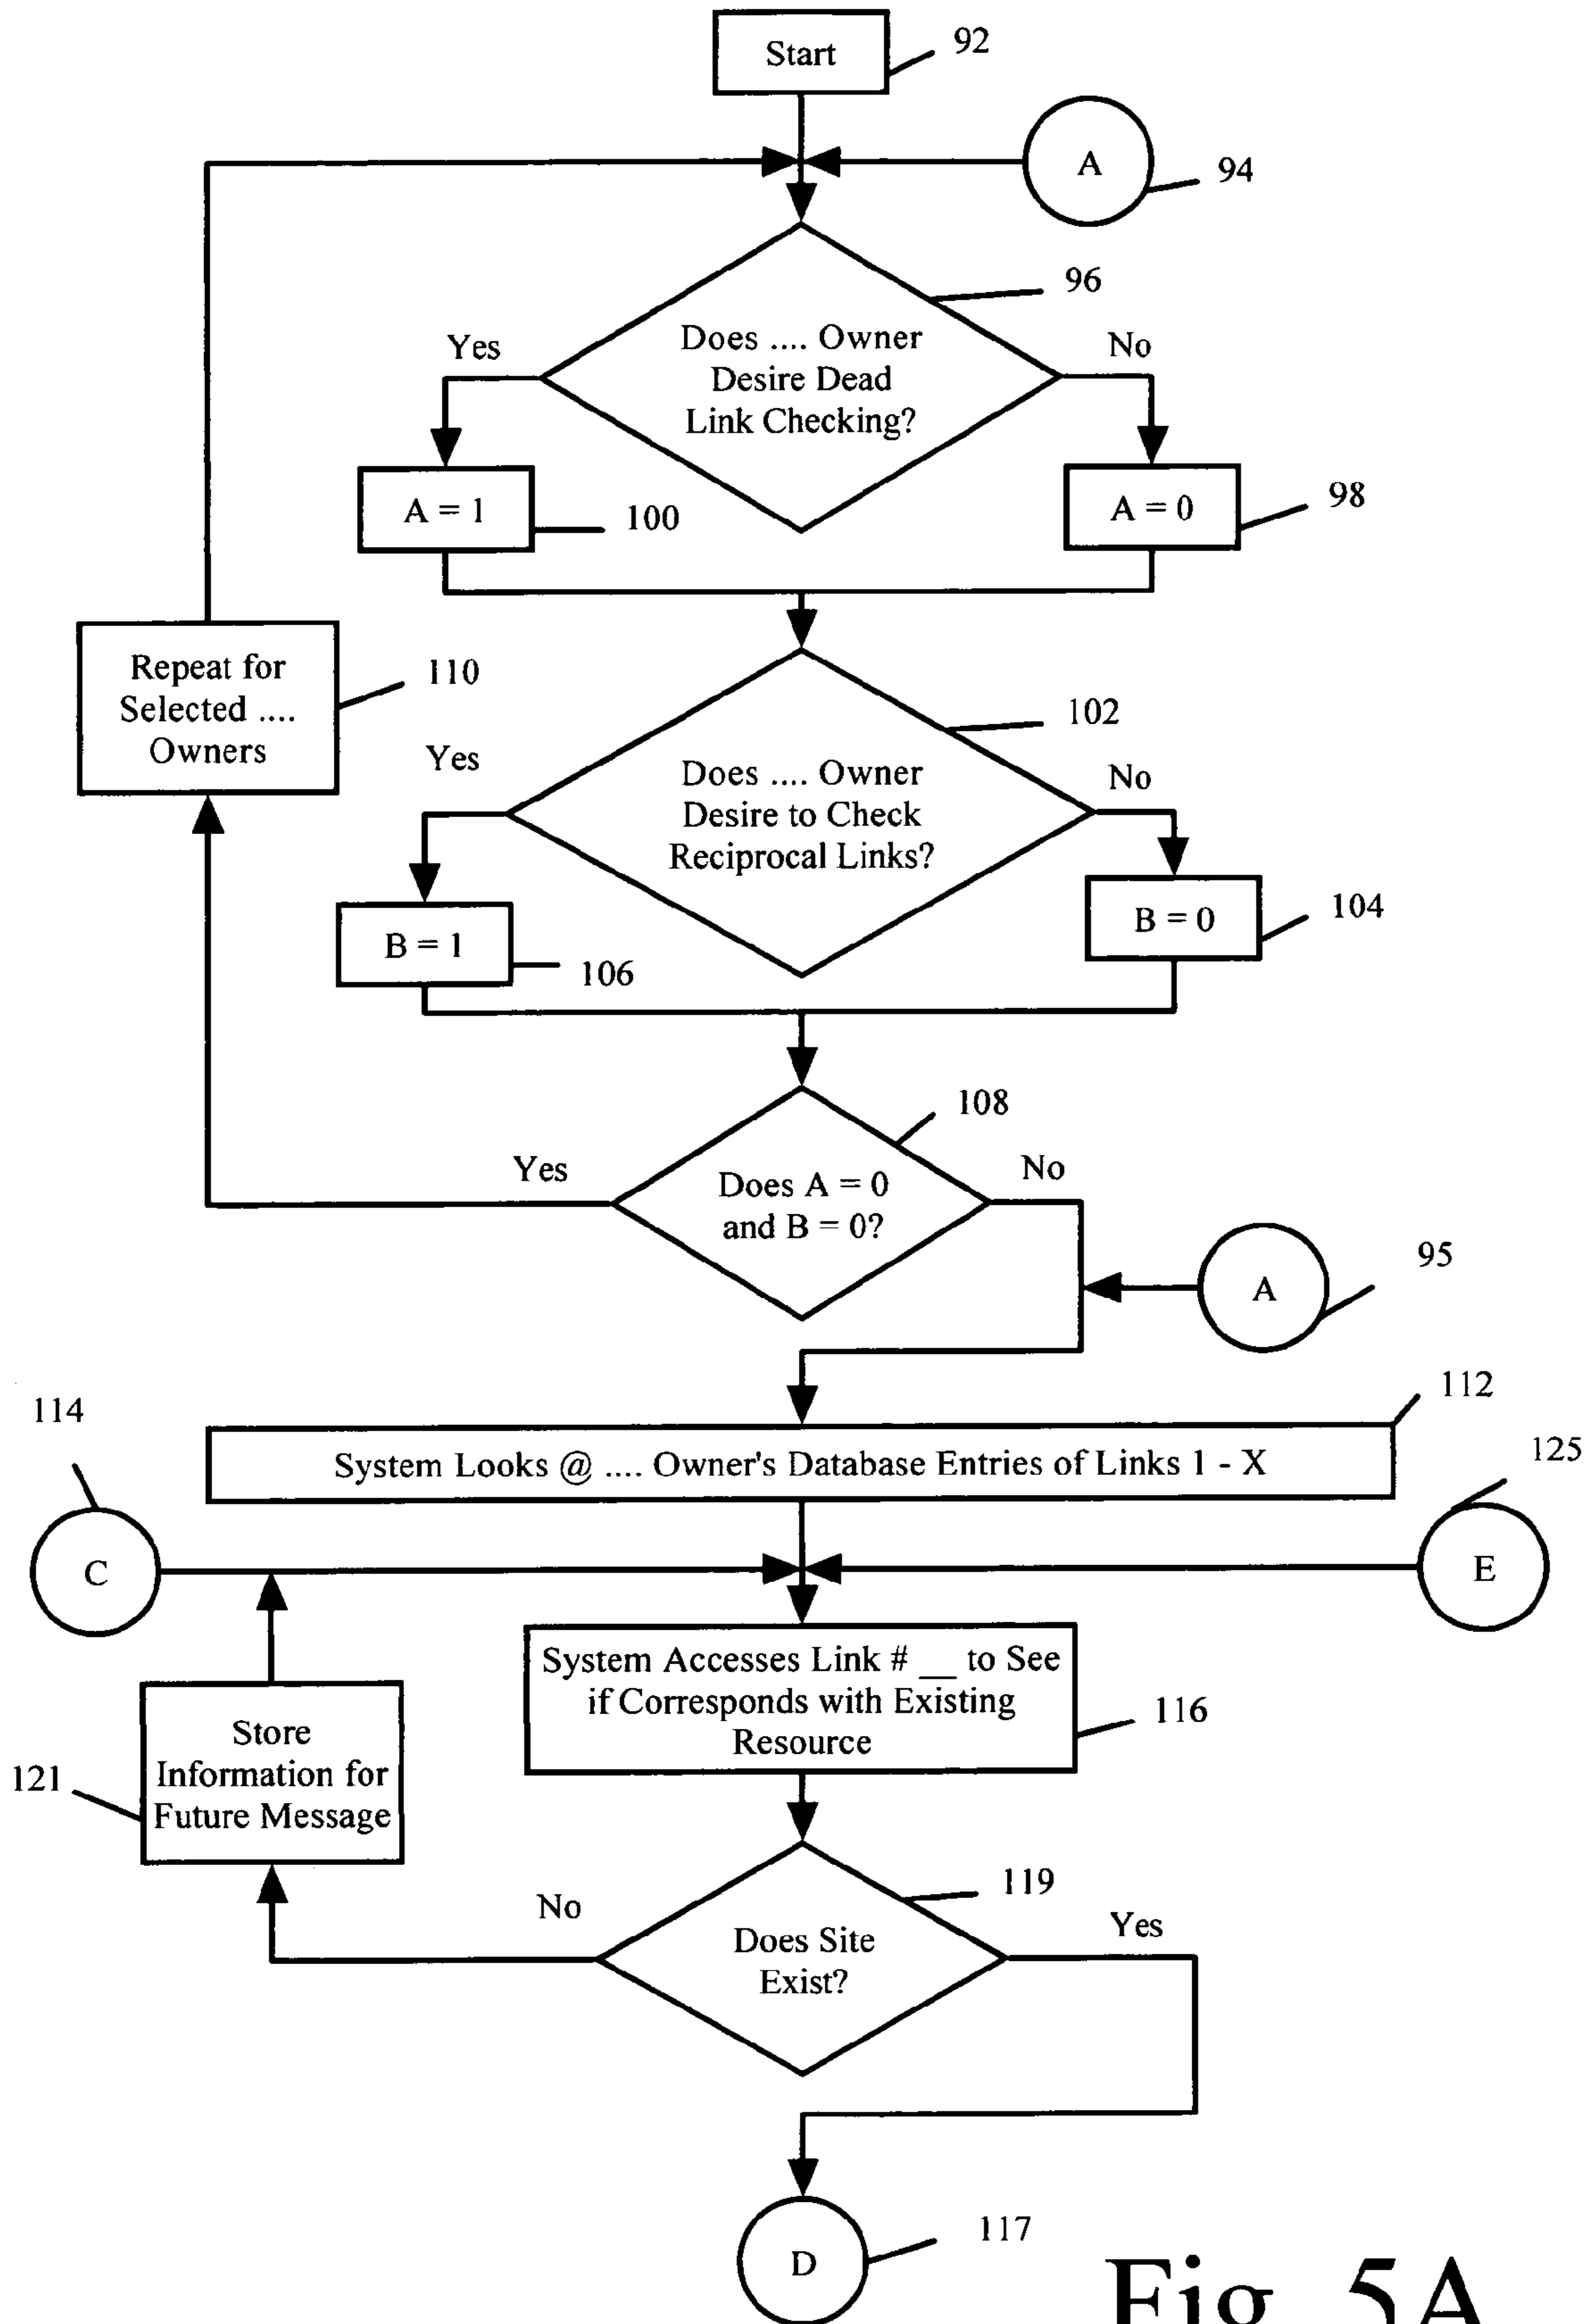 Start
92
A
94
96
Does .... Owner
Desire Dead
Link Checking?
Yes
No
A = 1
100
A = 0
98
Repeat for
Selected ....
Owners
110
102
Does .... Owner
Desire to Check
Reciprocal Links?
Yes
No
B = 1
106
B = 0
104
108
Does A = 0
and B = 0?
Yes
No
A
95
114
112
System Looks @ .... Owner's Database Entries of Links 1 - X
125
C
E
System Accesses Link # __ to See
if Corresponds with Existing
Resource
116
Store
Information for
Future Message
121
119
No
Yes
Does Site
Exist?
D
117
Fig. 5A